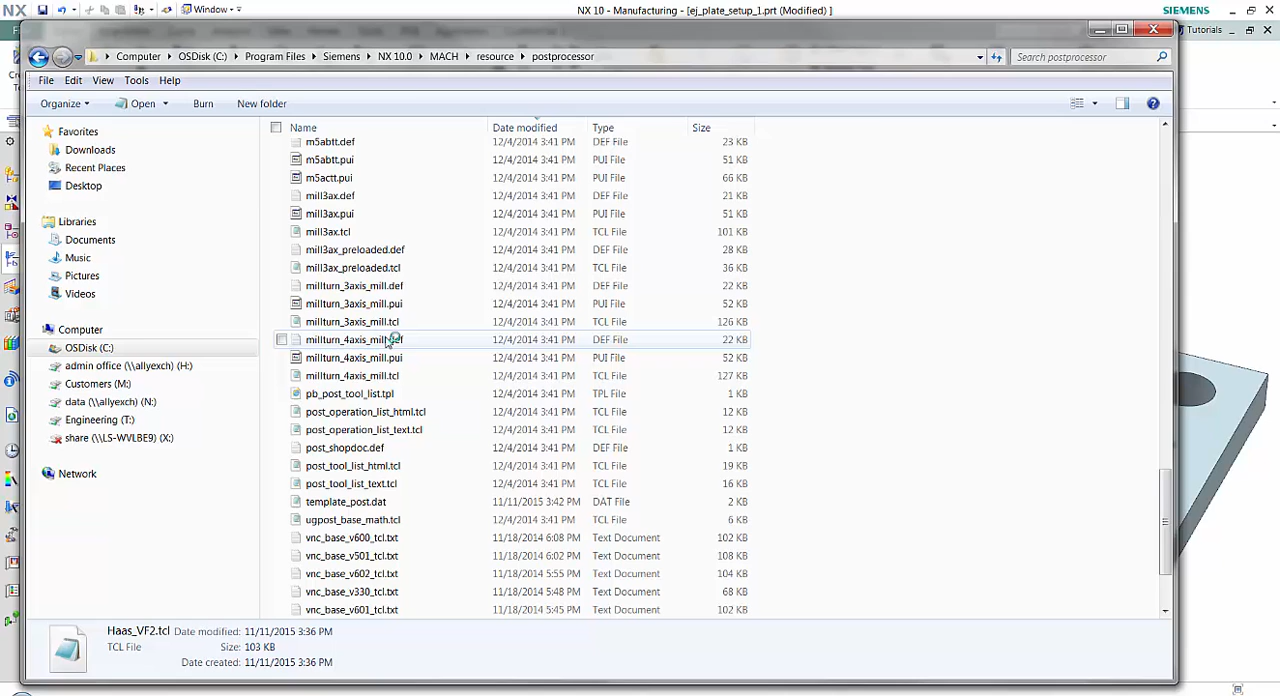 NX
Window
NX 10 - Manufacturing - [ej_plate_setup_1.prt (Modified) ]
SIEMENS
Tutorials
Computer
OSDisk (C:)
Program Files
Siemens
NX 10.0
MACH
resource
postprocessor
Search postprocessor
File Edit View Tools Help
Organize Open Burn New folder
Name Date modified Type Size
Favorites
Downloads
Recent Places
Desktop
Libraries
Documents
Music
Pictures
Videos
Computer
OSDisk (C:)
admin office (\\allyexch) (H:)
Customers (M:)
data (\\allyexch) (N:)
Engineering (T:)
share (\\LS-WVLBE9) (X:)
Network
m5abtt.def 12/4/2014 3:41 PM DEF File 23 KB
m5abtt.pui 12/4/2014 3:41 PM PUI File 51 KB
m5actt.pui 12/4/2014 3:41 PM PUI File 66 KB
mill3ax.def 12/4/2014 3:41 PM DEF File 21 KB
mill3ax.pui 12/4/2014 3:41 PM PUI File 51 KB
mill3ax.tcl 12/4/2014 3:41 PM TCL File 101 KB
mill3ax_preloaded.def 12/4/2014 3:41 PM DEF File 28 KB
mill3ax_preloaded.tcl 12/4/2014 3:41 PM TCL File 36 KB
millturn_3axis_mill.def 12/4/2014 3:41 PM DEF File 22 KB
millturn_3axis_mill.pui 12/4/2014 3:41 PM PUI File 52 KB
millturn_3axis_mill.tcl 12/4/2014 3:41 PM TCL File 126 KB
millturn_4axis_mill.def 12/4/2014 3:41 PM DEF File 22 KB
millturn_4axis_mill.pui 12/4/2014 3:41 PM PUI File 52 KB
millturn_4axis_mill.tcl 12/4/2014 3:41 PM TCL File 127 KB
pb_post_tool_list.tpl 12/4/2014 3:41 PM TPL File 1 KB
post_operation_list_html.tcl 12/4/2014 3:41 PM TCL File 12 KB
post_operation_list_text.tcl 12/4/2014 3:41 PM TCL File 12 KB
post_shopdoc.def 12/4/2014 3:41 PM DEF File 1 KB
post_tool_list_html.tcl 12/4/2014 3:41 PM TCL File 19 KB
post_tool_list_text.tcl 12/4/2014 3:41 PM TCL File 16 KB
template_post.dat 11/11/2015 3:42 PM DAT File 2 KB
ugpost_base_math.tcl 12/4/2014 3:41 PM TCL File 6 KB
vnc_base_v600_tcl.txt 11/18/2014 6:08 PM Text Document 102 KB
vnc_base_v501_tcl.txt 11/18/2014 6:02 PM Text Document 108 KB
vnc_base_v602_tcl.txt 11/18/2014 5:55 PM Text Document 104 KB
vnc_base_v330_tcl.txt 11/18/2014 5:48 PM Text Document 68 KB
vnc_base_v601_tcl.txt 11/18/2014 5:45 PM Text Document 102 KB
Haas_VF2.tcl Date modified: 11/11/2015 3:36 PM
TCL File Size: 103 KB
Date created: 11/11/2015 3:36 PM